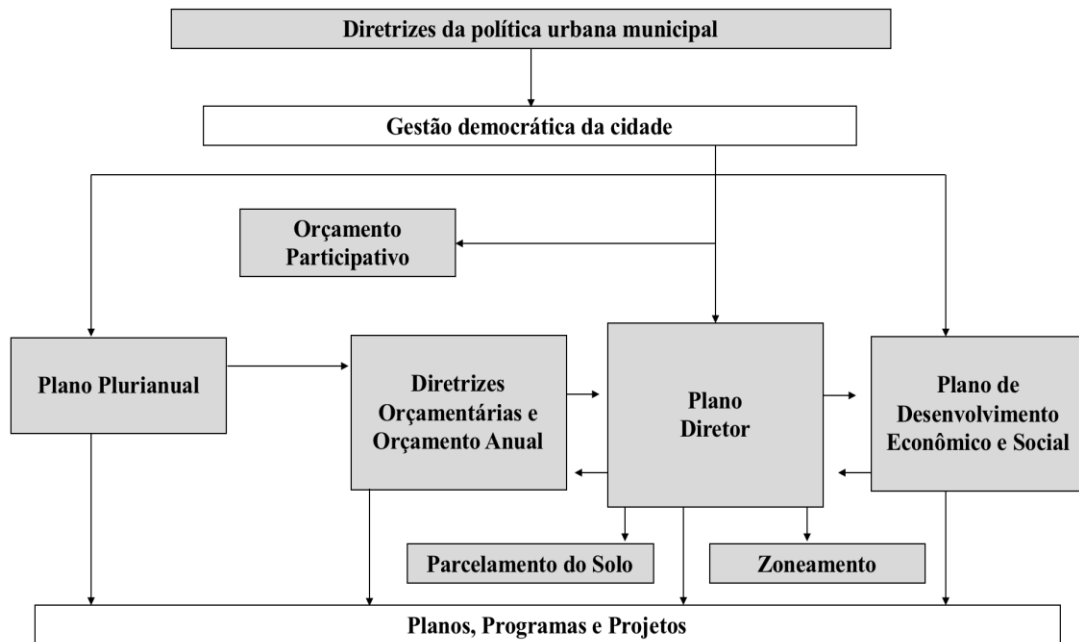 Diretrizes da política urbana municipal
Gestão democrática da cidade
Orçamento
Participativo
Plano Plurianual
Diretrizes
Orçamentárias e
Orçamento Anual
Plano
Diretor
Plano de
Desenvolvimento
Econômico e Social
Parcelamento do Solo
Zoneamento
Planos, Programas e Projetos